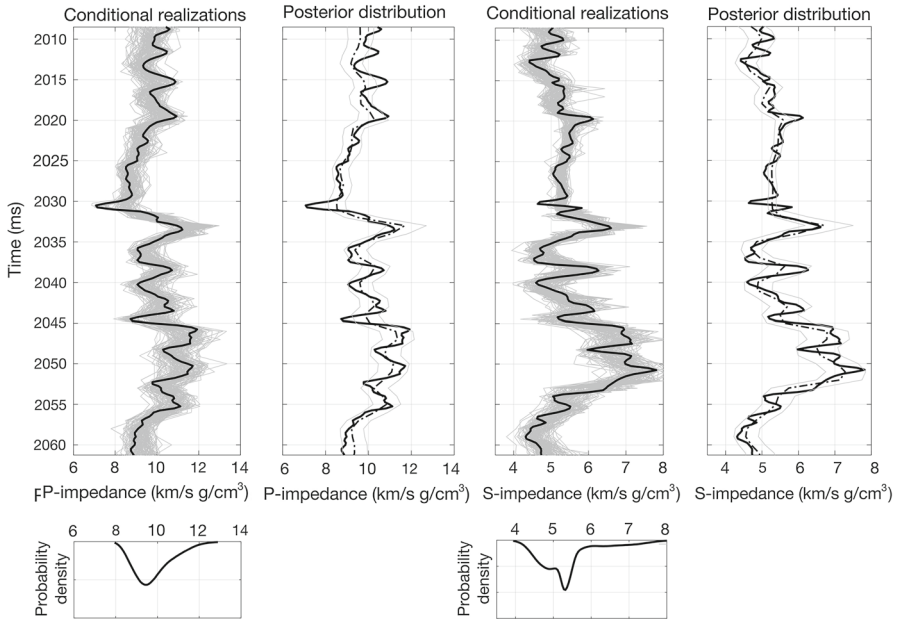 Conditional realizations
Posterior distribution
Conditional realizations
Posterior distribution
Time (ms)
2010
2015
2020
2025
2030
2035
2040
2045
2050
2055
2060
6 8 10 12 14
6 8 10 12 14
4 5 6 7 8
4 5 6 7 8
FP-impedance (km/s g/cm³)
P-impedance (km/s g/cm³)
S-impedance (km/s g/cm³)
S-impedance (km/s g/cm³)
6 8 10 12 14
Probability
density
4 5 6 7 8
Probability
density